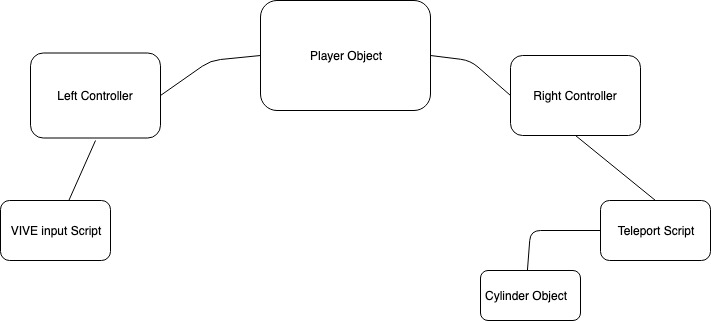 Player Object
Left Controller
Right Controller
VIVE input Script
Teleport Script
Cylinder Object